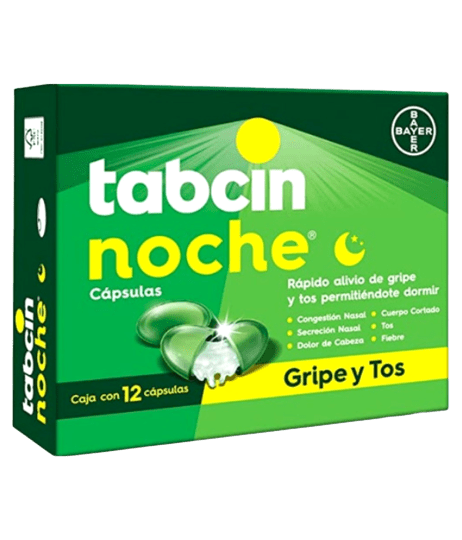 BAYER
BAYER
tabcin
noche®
Cápsulas
Rápido alivio de gripe
y tos permitiéndote dormir
• Congestión Nasal
• Secreción Nasal
• Dolor de Cabeza
• Cuerpo Cortado
• Tos
• Fiebre
Gripe y Tos
Caja con 12 cápsulas
tabcin
noche®